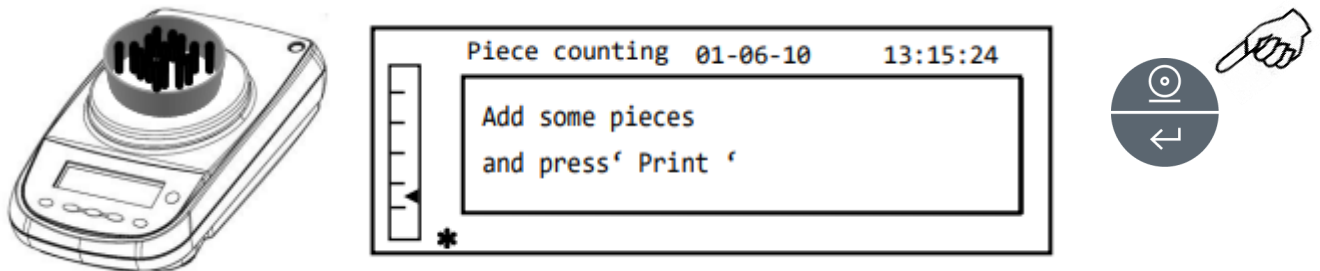 Piece counting 01-06-10 13:15:24
Add some pieces
and press‘ Print ‘
*